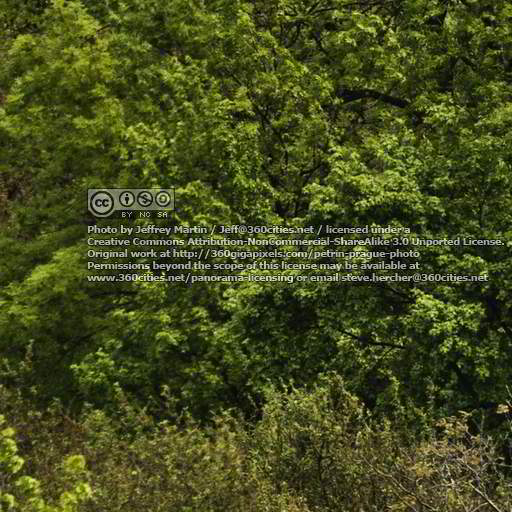 cc
BY NO SA
Photo by Jeffrey Martin / Jeff@360cities.net / licensed under a
Creative Commons Attribution-NonCommercial-ShareAlike 3.0 Unported License.
Original work at http://360gigapixels.com/petrin-prague-photo
Permissions beyond the scope of this license may be available at
www.360cities.net/panorama-licensing or email steve.hercher@360cities.net